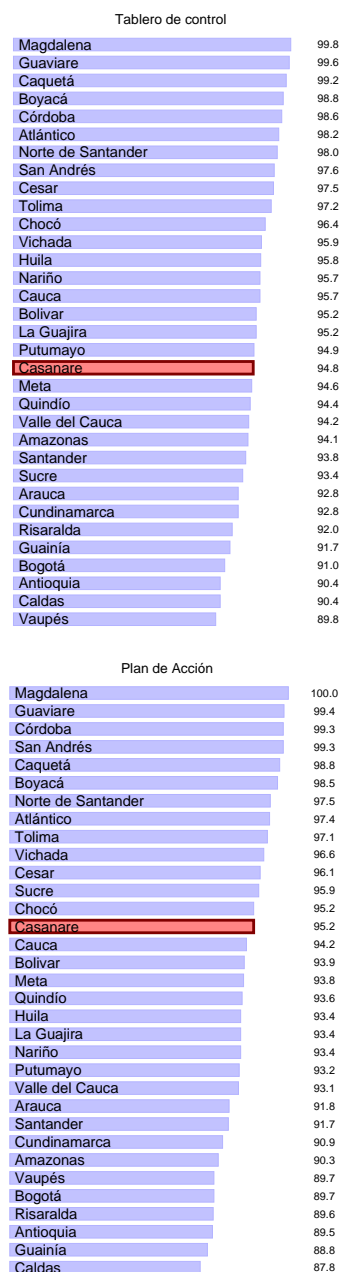 Tablero de control
Magdalena 99.8
Guaviare 99.6
Caquetá 99.2
Boyacá 98.8
Córdoba 98.6
Atlántico 98.2
Norte de Santander 98.0
San Andrés 97.6
Cesar 97.5
Tolima 97.2
Chocó 96.4
Vichada 95.9
Huila 95.8
Nariño 95.7
Cauca 95.7
Bolivar 95.2
La Guajira 95.2
Putumayo 94.9
Casanare 94.8
Meta 94.6
Quindío 94.4
Valle del Cauca 94.2
Amazonas 94.1
Santander 93.8
Sucre 93.4
Arauca 92.8
Cundinamarca 92.8
Risaralda 92.0
Guainía 91.7
Bogotá 91.0
Antioquia 90.4
Caldas 90.4
Vaupés 89.8
Plan de Acción
Magdalena 100.0
Guaviare 99.4
Córdoba 99.3
San Andrés 99.3
Caquetá 98.8
Boyacá 98.5
Norte de Santander 97.5
Atlántico 97.4
Tolima 97.1
Vichada 96.6
Cesar 96.1
Sucre 95.9
Chocó 95.2
Casanare 95.2
Cauca 94.2
Bolivar 93.9
Meta 93.8
Quindío 93.6
Huila 93.4
La Guajira 93.4
Nariño 93.4
Putumayo 93.2
Valle del Cauca 93.1
Arauca 91.8
Santander 91.7
Cundinamarca 90.9
Amazonas 90.3
Vaupés 89.7
Bogotá 89.7
Risaralda 89.6
Antioquia 89.5
Guainía 88.8
Caldas 87.8